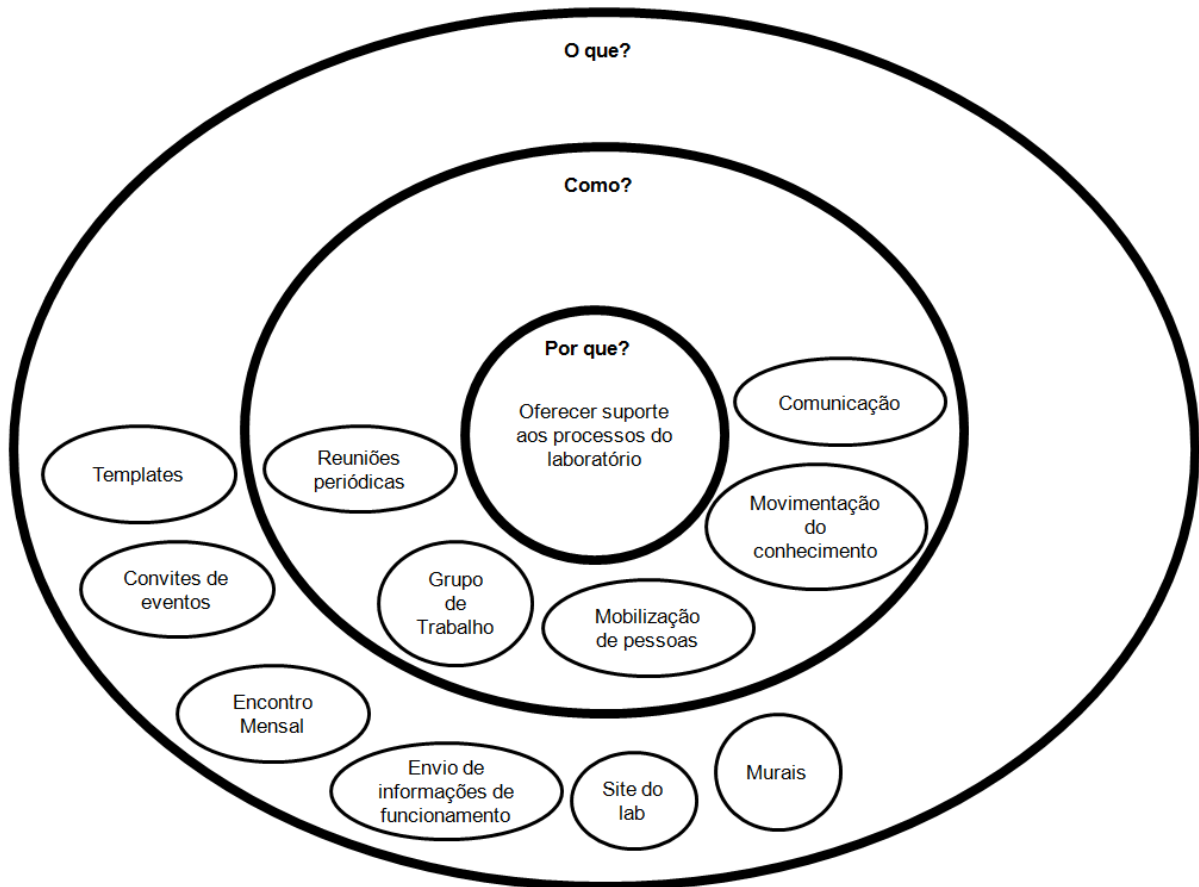 O que?
Como?
Por que?
Oferecer suporte
aos processos do
laboratório
Comunicação
Reuniões
periódicas
Templates
Movimentação
do
conhecimento
Convites de
eventos
Grupo
de
Trabalho
Mobilização
de pessoas
Encontro
Mensal
Envio de
informações de
funcionamento
Site do
lab
Murais